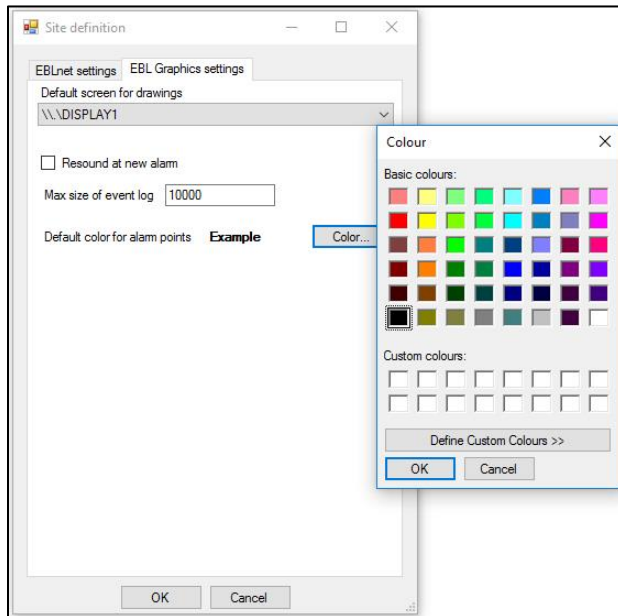 Site definition
EBLnet settings
EBL Graphics settings
Default screen for drawings
\\.\DISPLAY1
Resound at new alarm
Max size of event log 10000
Default color for alarm points Example Color...
OK Cancel
Colour
Basic colours:
Custom colours:
Define Custom Colours >>
OK Cancel